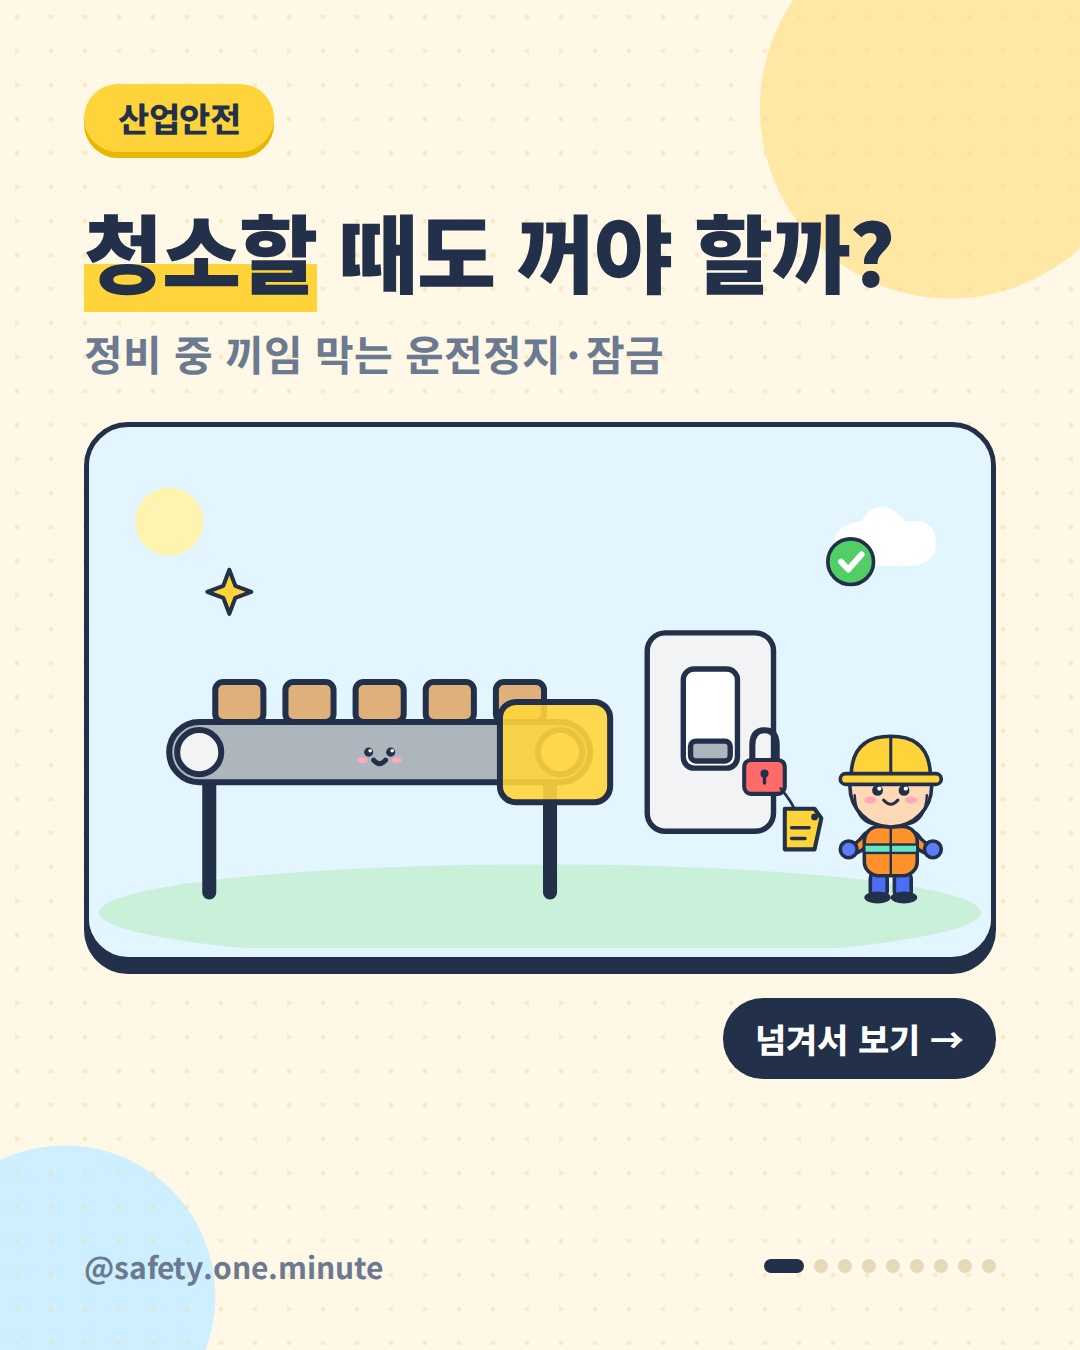 산업안전
청소할 때도 꺼야 할까?
정비 중 끼임 막는 운전정지·잠금
넘겨서 보기 →
@safety.one.minute